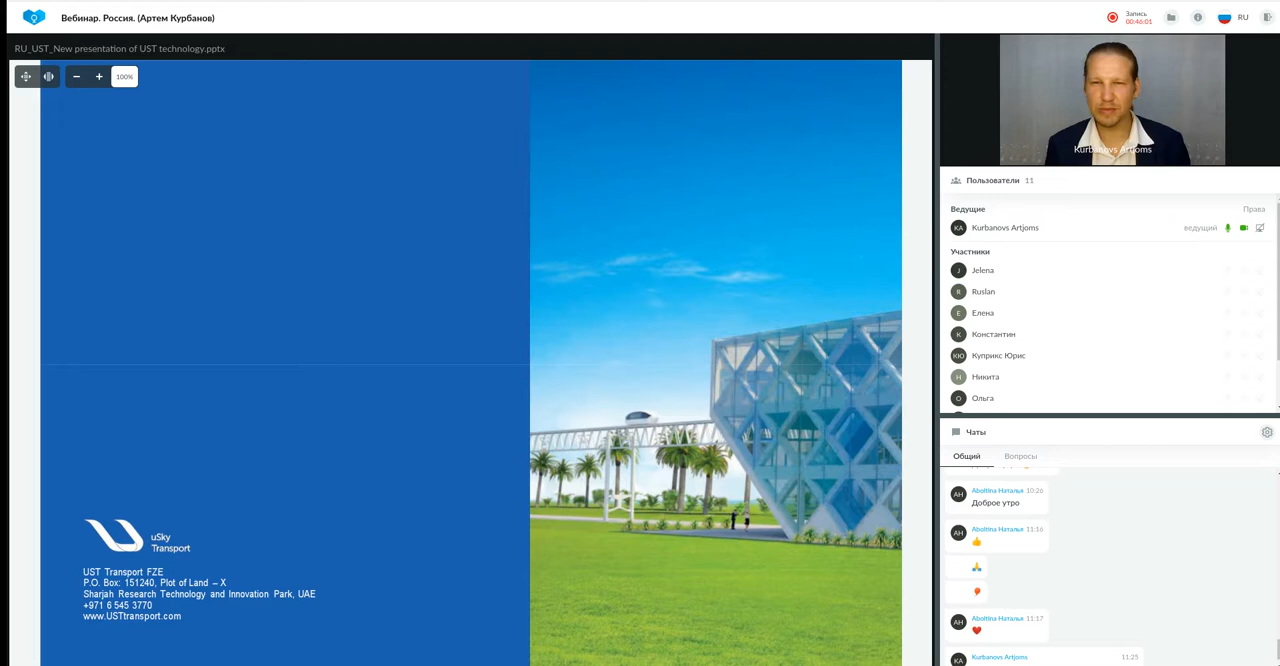 Вебинар. Россия. (Артем Курбанов)
Запись
00:46:01
RU
RU_UST_New presentation of UST technology.pptx
100%
uSky
Transport
UST Transport FZE
P.O. Box: 151240, Plot of Land – X
Sharjah Research Technology and Innovation Park, UAE
+971 6 545 3770
www.USTtransport.com
Kurbanovs Artjoms
Пользователи 11
Ведущие Права
KA Kurbanovs Artjoms ведущий
Участники
J Jelena
R Ruslan
Е Елена
К Константин
КЮ Куприкс Юрис
Н Никита
О Ольга
Чаты
Общий Вопросы
АН Aboltina Наталья 10:26
Доброе утро
АН Aboltina Наталья 11:16
АН Aboltina Наталья 11:17
KA Kurbanovs Artjoms 11:25